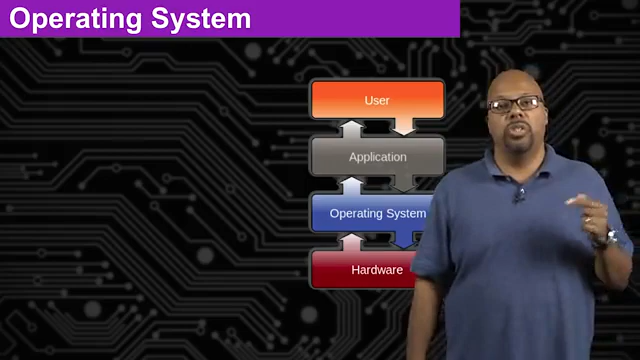 Operating System
User
Application
Operating System
Hardware